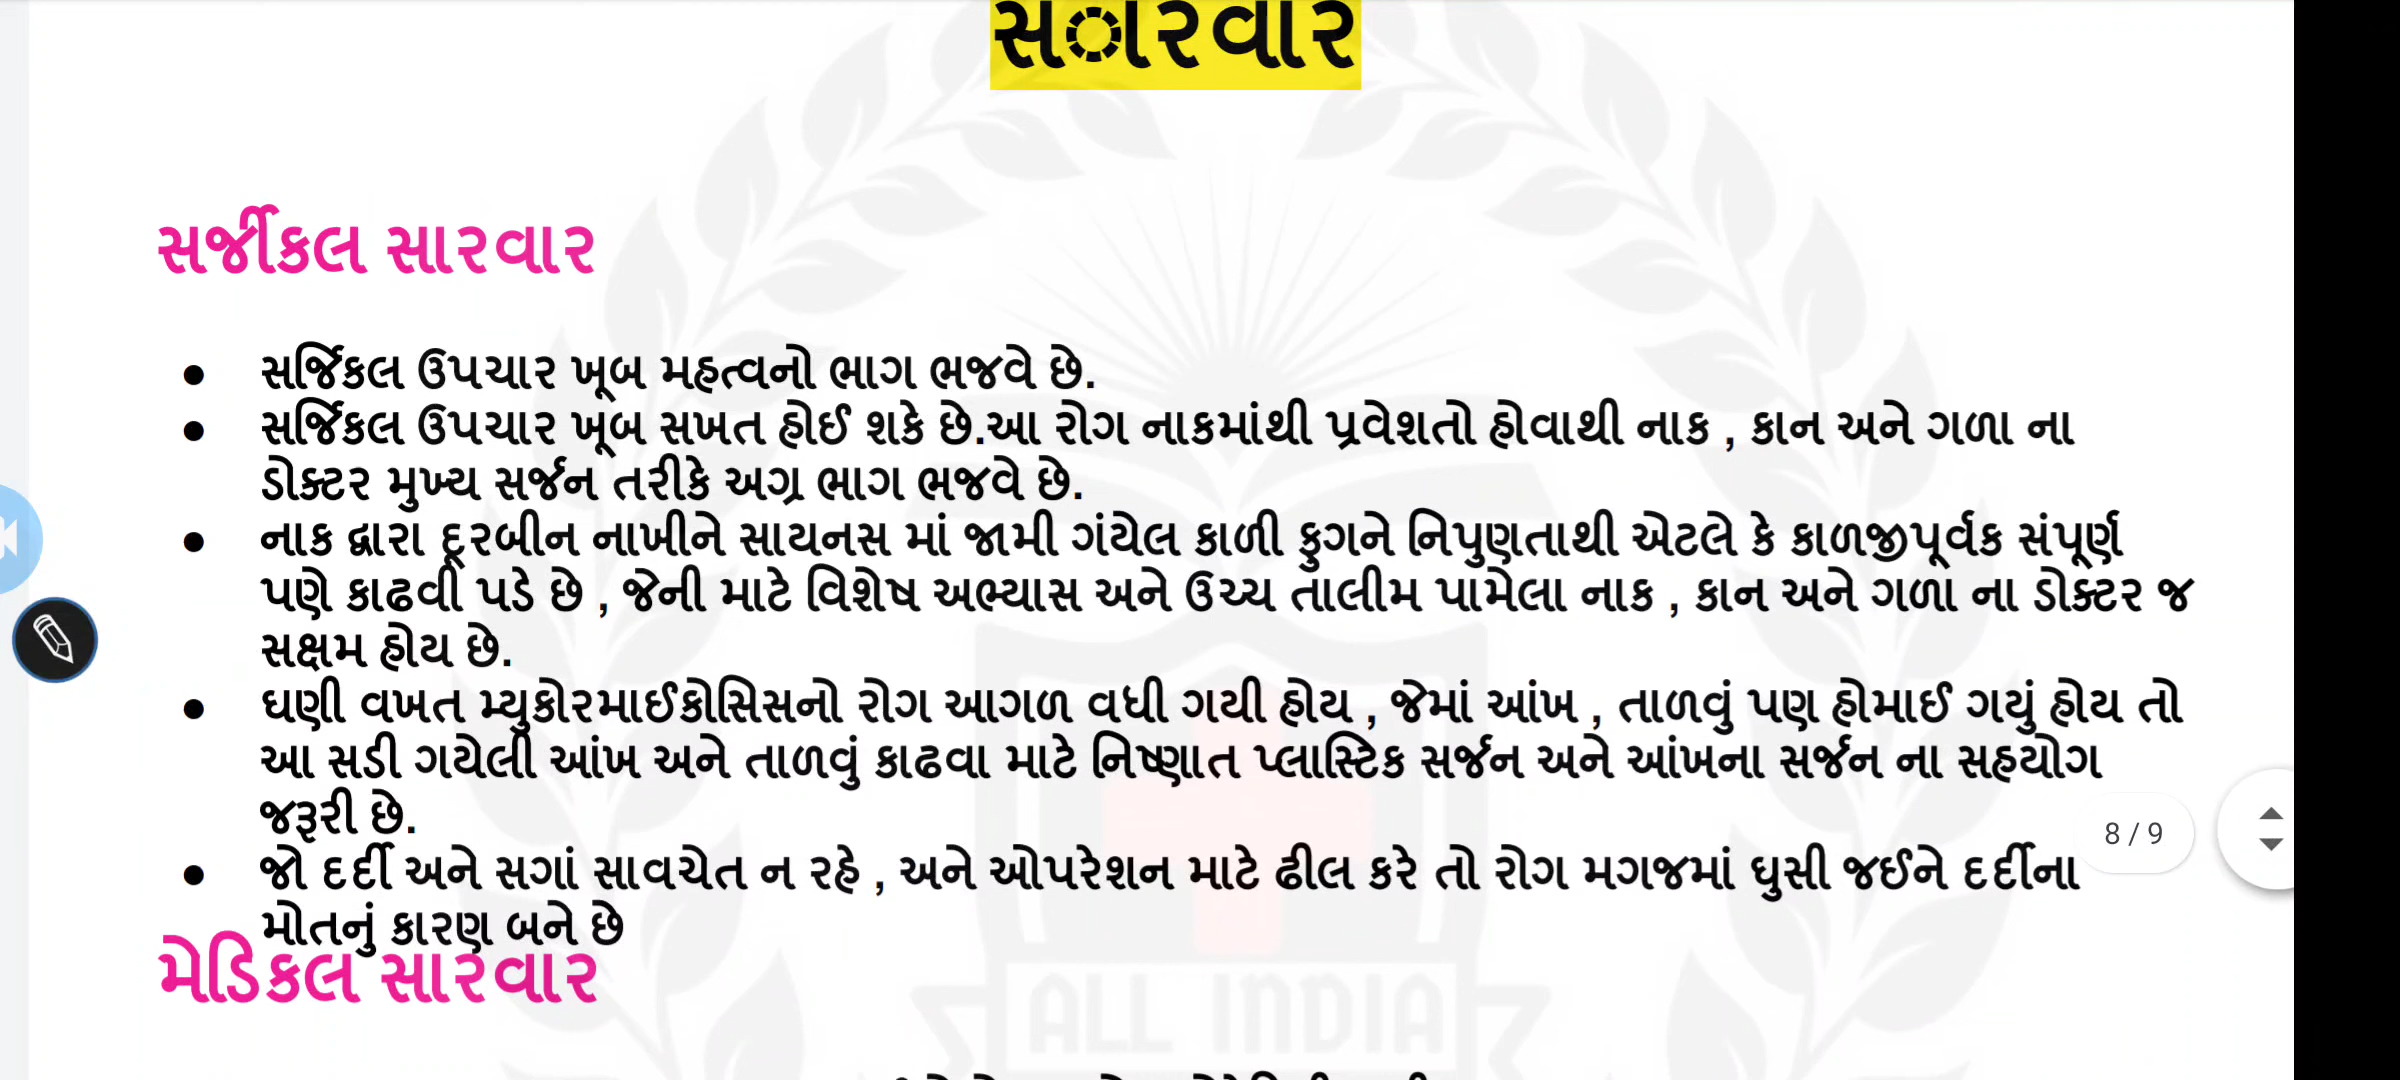 સારવાર
સર્જીકલ સારવાર
● સર્જિકલ ઉપચાર ખૂબ મહત્વનો ભાગ ભજવે છે.
● સર્જિકલ ઉપચાર ખૂબ સખત હોઈ શકે છે.આ રોગ નાકમાંથી પ્રવેશતો હોવાથી નાક , કાન અને ગળા ના
ડોક્ટર મુખ્ય સર્જન તરીકે અગ્ર ભાગ ભજવે છે.
● નાક દ્વારા દૂરબીન નાખીને સાયનસ માં જામી ગંયેલ કાળી ફુગને નિપુણતાથી એટલે કે કાળજીપૂર્વક સંપૂર્ણ
પણે કાઢવી પડે છે , જેની માટે વિશેષ અભ્યાસ અને ઉચ્ચ તાલીમ પામેલા નાક , કાન અને ગળા ના ડોક્ટર જ
સક્ષમ હોય છે.
● ઘણી વખત મ્યુકોરમાઈકોસિસનો રોગ આગળ વધી ગયી હોય , જેમાં આંખ , તાળવું પણ હોમાઈ ગયું હોય તો
આ સડી ગયેલી આંખ અને તાળવું કાઢવા માટે નિષ્ણાત પ્લાસ્ટિક સર્જન અને આંખના સર્જન ના સહયોગ
જરૂરી છે.
8 / 9
● જો દર્દી અને સગાં સાવચેત ન રહે , અને ઓપરેશન માટે ઢીલ કરે તો રોગ મગજમાં ઘુસી જઈને દર્દીના
મોતનું કારણ બને છે
મેડિકલ સારવાર
ALL INDIA